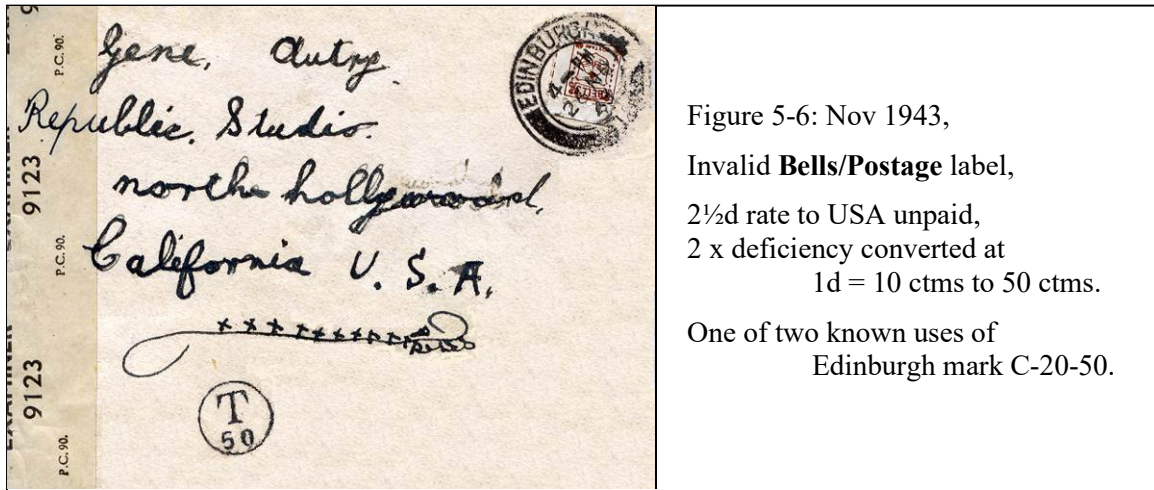 Gene, Autry.
Republic, Studio.
north hollywood,
California U. S. A.
EDINBURGH
T
50
P.C. 90.
9123
P.C. 90.
EXAMINER
9123
P.C. 90.
Figure 5-6: Nov 1943,
Invalid Bells/Postage label,
2½d rate to USA unpaid,
2 x deficiency converted at
1d = 10 ctms to 50 ctms.
One of two known uses of
Edinburgh mark C-20-50.